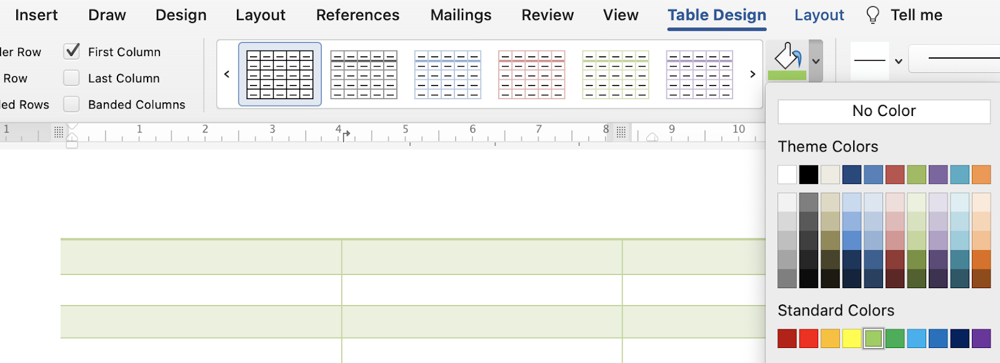 Insert Draw Design Layout References Mailings Review View Table Design Layout Tell me
ler Row First Column
Row Last Column
led Rows Banded Columns
No Color
1 1 2 3 4 5 6 7 8 9 10
Theme Colors
Standard Colors